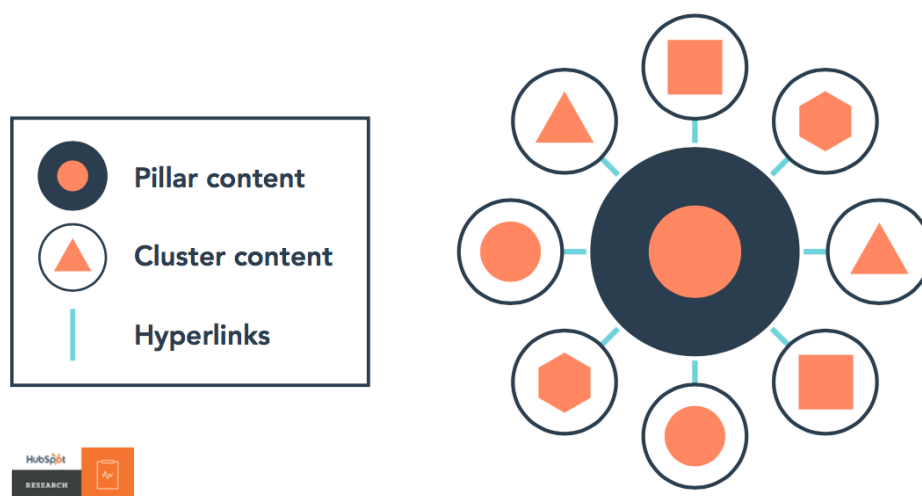 Pillar content
Cluster content
Hyperlinks
HubSpot
RESEARCH